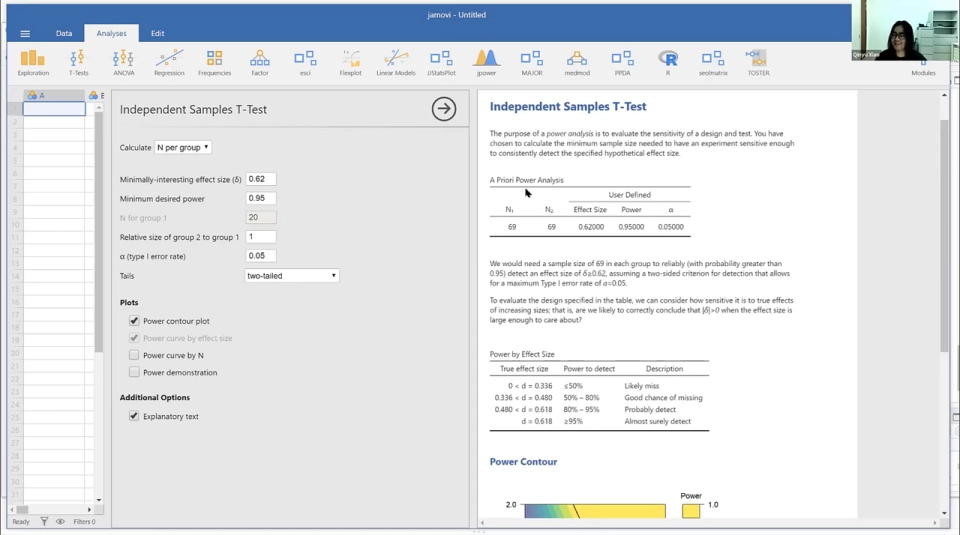 jamovi - Untitled
Data Analyses Edit
Exploration T-Tests ANOVA Regression Frequencies Factor esci Flexplot Linear Models JJStatsPlot jpower MAJOR medmod PPDA R seolmatrix TOSTER Modules
A
Independent Samples T-Test
Calculate N per group
Minimally-interesting effect size (δ) 0.62
Minimum desired power 0.95
N for group 1 20
Relative size of group 2 to group 1 1
α (type I error rate) 0.05
Tails two-tailed
Plots
Power contour plot
Power curve by effect size
Power curve by N
Power demonstration
Additional Options
Explanatory text
Ready Filters 0
Independent Samples T-Test
The purpose of a power analysis is to evaluate the sensitivity of a design and test. You have
chosen to calculate the minimum sample size needed to have an experiment sensitive enough
to consistently detect the specified hypothetical effect size.
A Priori Power Analysis
User Defined
N₁ N₂ Effect Size Power α
69 69 0.62000 0.95000 0.05000
We would need a sample size of 69 in each group to reliably (with probability greater than
0.95) detect an effect size of δ≥0.62, assuming a two-sided criterion for detection that allows
for a maximum Type I error rate of α=0.05.
To evaluate the design specified in the table, we can consider how sensitive it is to true effects
of increasing sizes; that is, are we likely to correctly conclude that |δ|>0 when the effect size is
large enough to care about?
Power by Effect Size
True effect size Power to detect Description
0 < d = 0.336 ≤50% Likely miss
0.336 < d = 0.480 50% – 80% Good chance of missing
0.480 < d = 0.618 80% – 95% Probably detect
d = 0.618 ≥95% Almost surely detect
Power Contour
Power
2.0 1.0